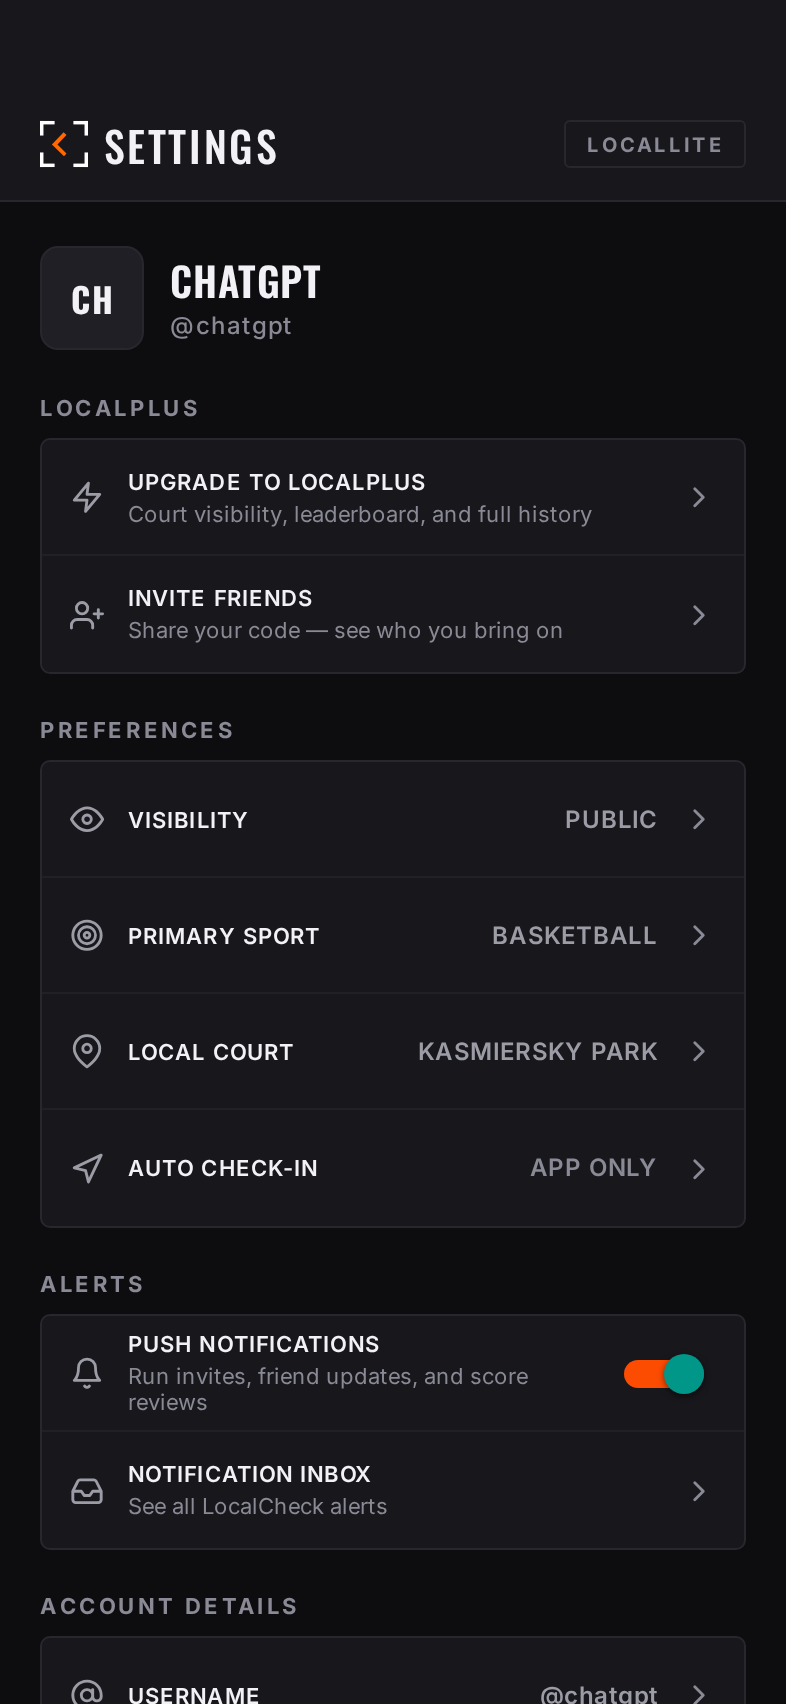 SETTINGS
LOCALLITE
CH
CHATGPT
@chatgpt
LOCALPLUS
UPGRADE TO LOCALPLUS
Court visibility, leaderboard, and full history
INVITE FRIENDS
Share your code — see who you bring on
PREFERENCES
VISIBILITY
PUBLIC
PRIMARY SPORT
BASKETBALL
LOCAL COURT
KASMIERSKY PARK
AUTO CHECK-IN
APP ONLY
ALERTS
PUSH NOTIFICATIONS
Run invites, friend updates, and score
reviews
NOTIFICATION INBOX
See all LocalCheck alerts
ACCOUNT DETAILS
USERNAME
@chatgpt